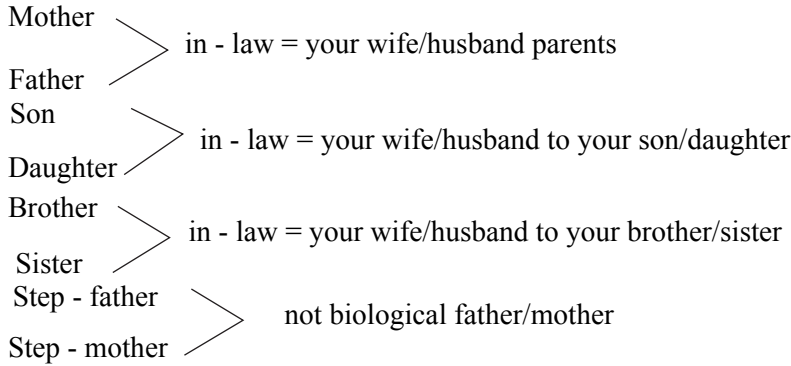 Mother
in - law = your wife/husband parents
Father
Son
in - law = your wife/husband to your son/daughter
Daughter
Brother
in - law = your wife/husband to your brother/sister
Sister
Step - father
not biological father/mother
Step - mother